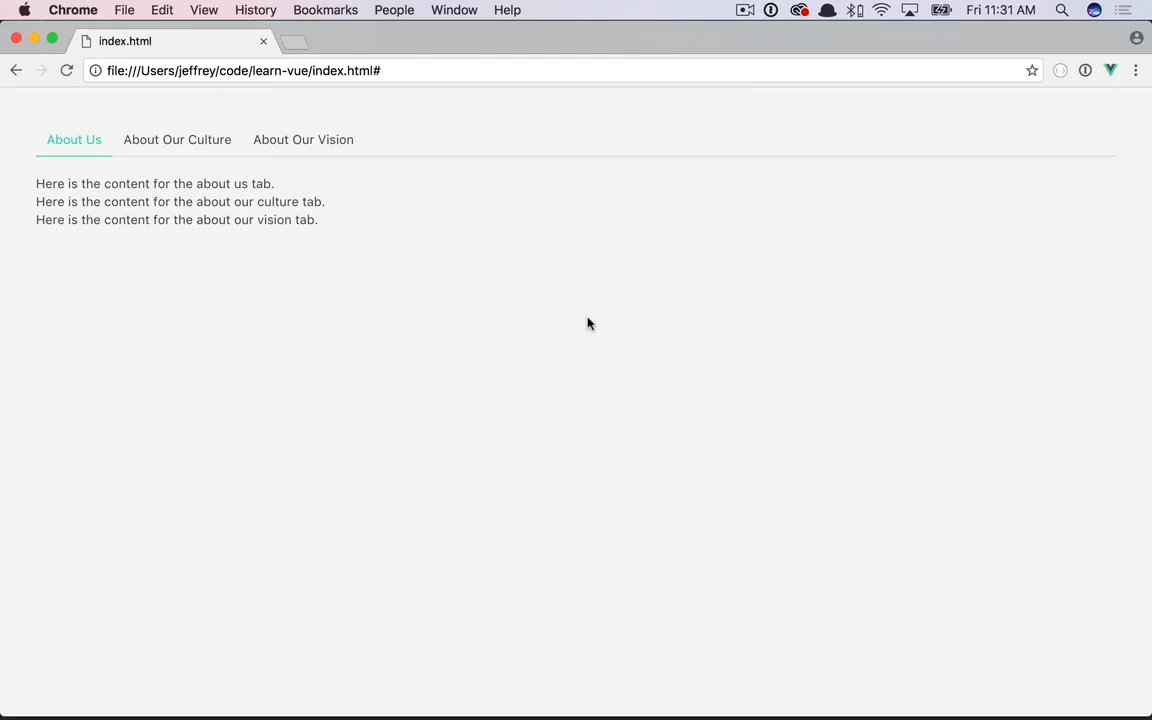 Chrome File Edit View History Bookmarks People Window Help Fri 11:31 AM
index.html
file:///Users/jeffrey/code/learn-vue/index.html#
About Us About Our Culture About Our Vision
Here is the content for the about us tab.
Here is the content for the about our culture tab.
Here is the content for the about our vision tab.